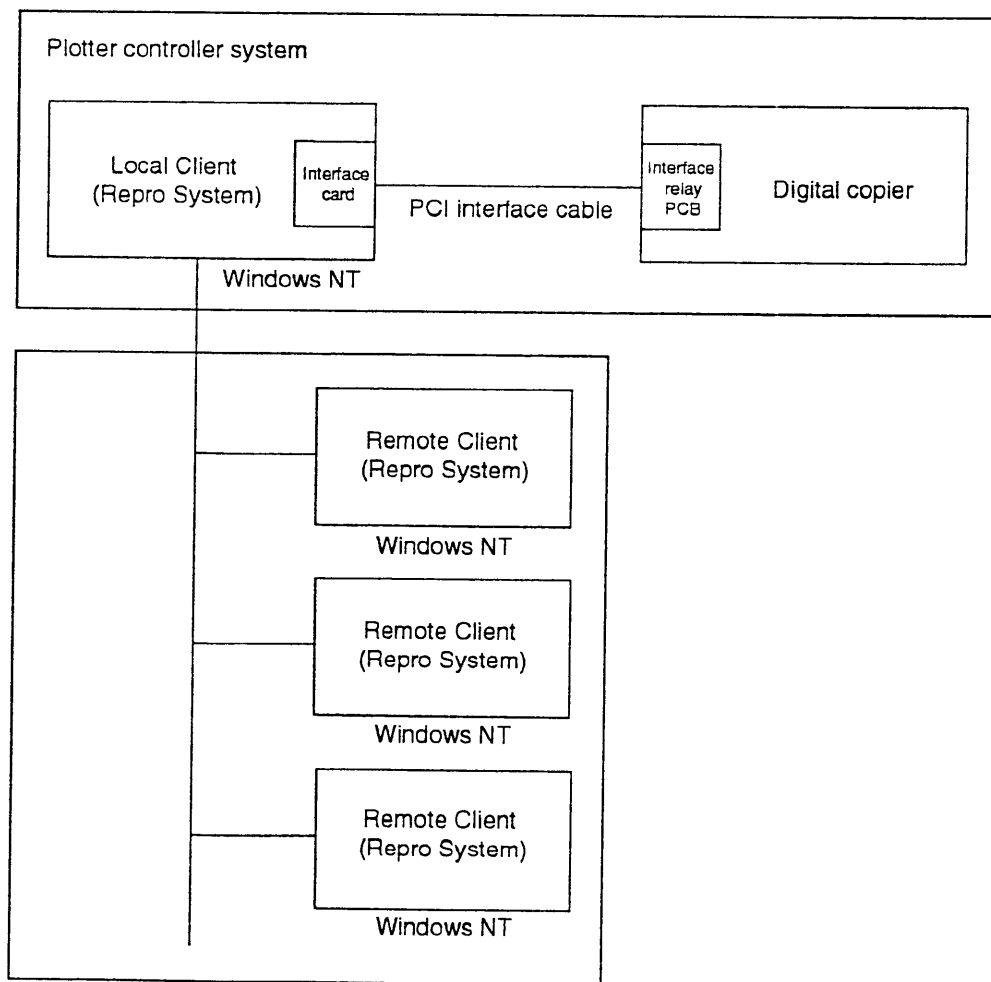 Plotter controller system
Local Client
(Repro System)
Interface
card
PCI interface cable
Interface
relay
PCB
Digital copier
Windows NT
Remote Client
(Repro System)
Windows NT
Remote Client
(Repro System)
Windows NT
Remote Client
(Repro System)
Windows NT